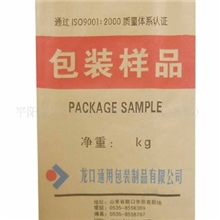 通过ISO9001:2000质量体系认证
包装样品
PACKAGE SAMPLE
净重: kg
龙口通用包装制品有限公司